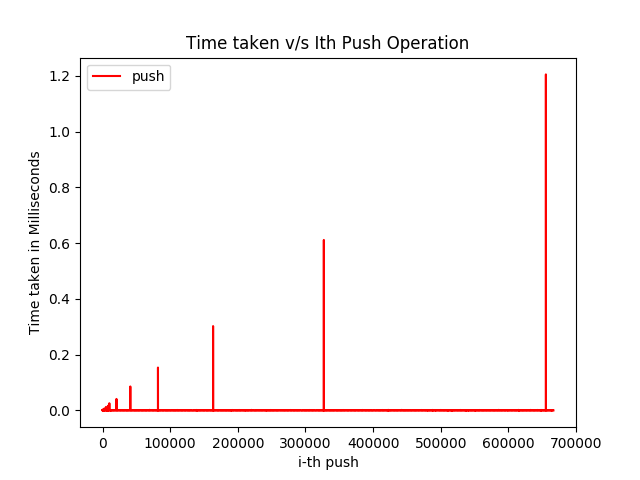 Time taken v/s Ith Push Operation
push
Time taken in Milliseconds
1.2
1.0
0.8
0.6
0.4
0.2
0.0
0 100000 200000 300000 400000 500000 600000 700000
i-th push